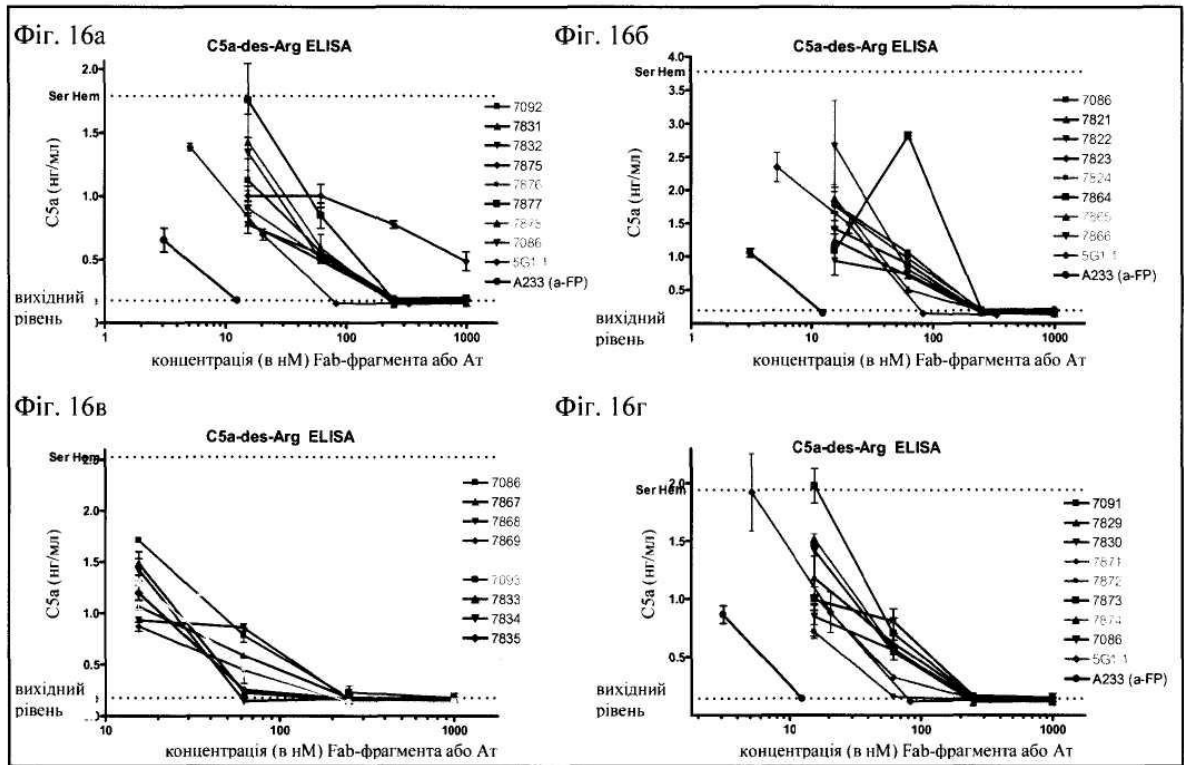 Фіг. 16а
C5a-des-Arg ELISA
2.0
Ser Hem
1.5
1.0
0.5
C5a (нг/мл)
вихідний
рівень
1
10
100
1000
концентрація (в нМ) Fab-фрагмента або Ат
7092
7831
7832
7875
7876
7877
7086
5G1.1
A233 (a-FP)
Фіг. 16б
C5a-des-Arg ELISA
4.0
Ser Hem
3.5
3.0
2.5
2.0
1.5
1.0
0.5
C5a (нг/мл)
вихідний
рівень
1
10
100
1000
концентрація (в нМ) Fab-фрагмента або Ат
7086
7821
7822
7823
7824
7864
7865
7866
5G1.1
A233 (a-FP)
Фіг. 16в
C5a-des-Arg ELISA
Ser Hem
2.0
1.5
1.0
0.5
C5a (нг/мл)
вихідний
рівень
10
100
1000
концентрація (в нМ) Fab-фрагмента або Ат
7086
7867
7868
7869
7093
7833
7834
7835
Фіг. 16г
C5a-des-Arg ELISA
2.0
Ser Hem
1.5
1.0
0.5
C5a (нг/мл)
вихідний
рівень
10
100
1000
концентрація (в нМ) Fab-фрагмента або Ат
7091
7829
7830
7871
7872
7873
7874
7086
5G1.1
A233 (a-FP)